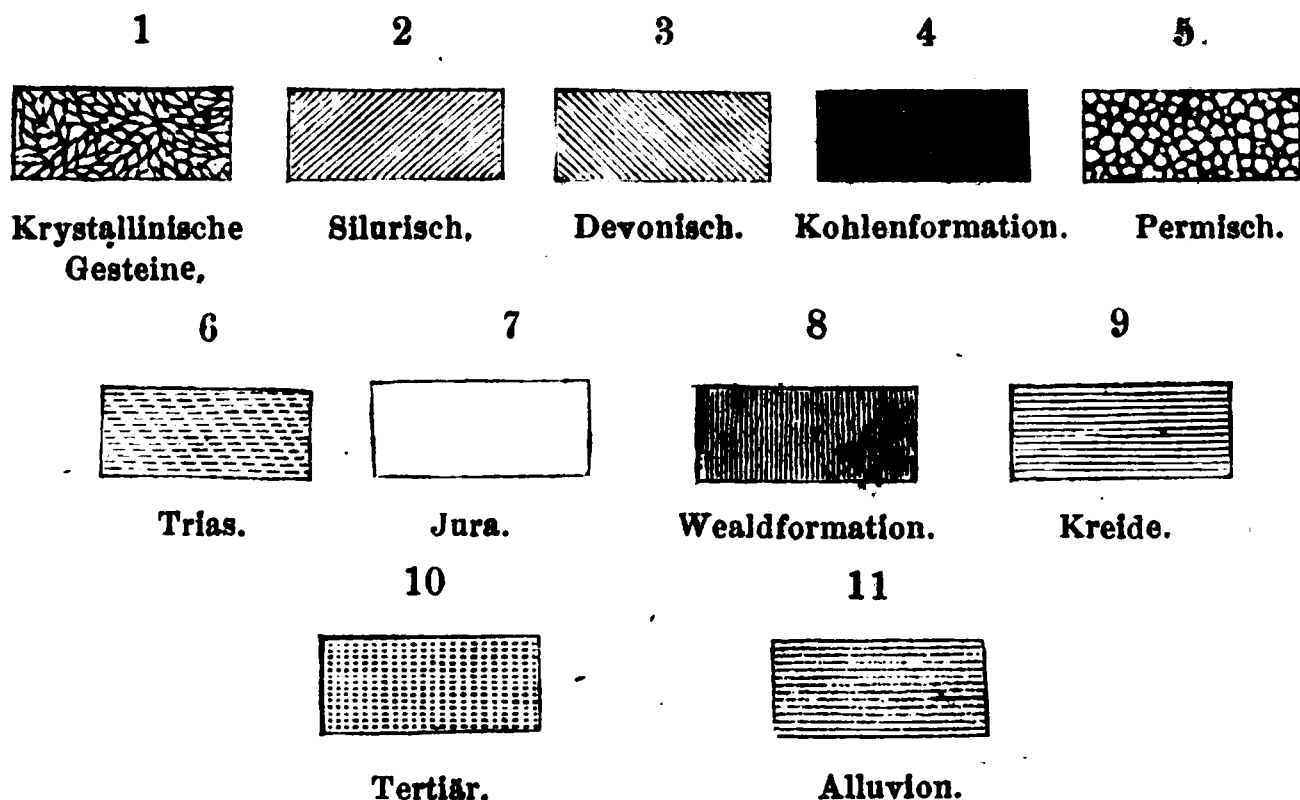 1 2 3 4 5.
Krystallinische Silurisch, Devonisch. Kohlenformation. Permisch.
Gesteine,
6 7 8 9
Trias. Jura. Wealdformation. Kreide.
10 11
Tertiär. Alluvion.